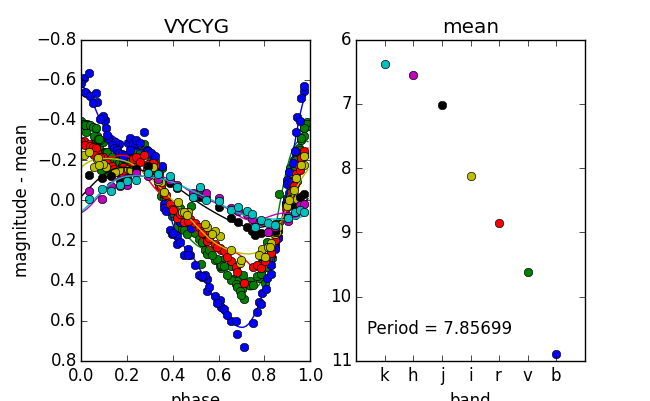 VYCYG
mean
−0.8
−0.6
−0.4
−0.2
0.0
0.2
0.4
0.6
0.8
magnitude - mean
0.0 0.2 0.4 0.6 0.8 1.0
phase
6
7
8
9
10
11
Period = 7.85699
k h j i r v b
band